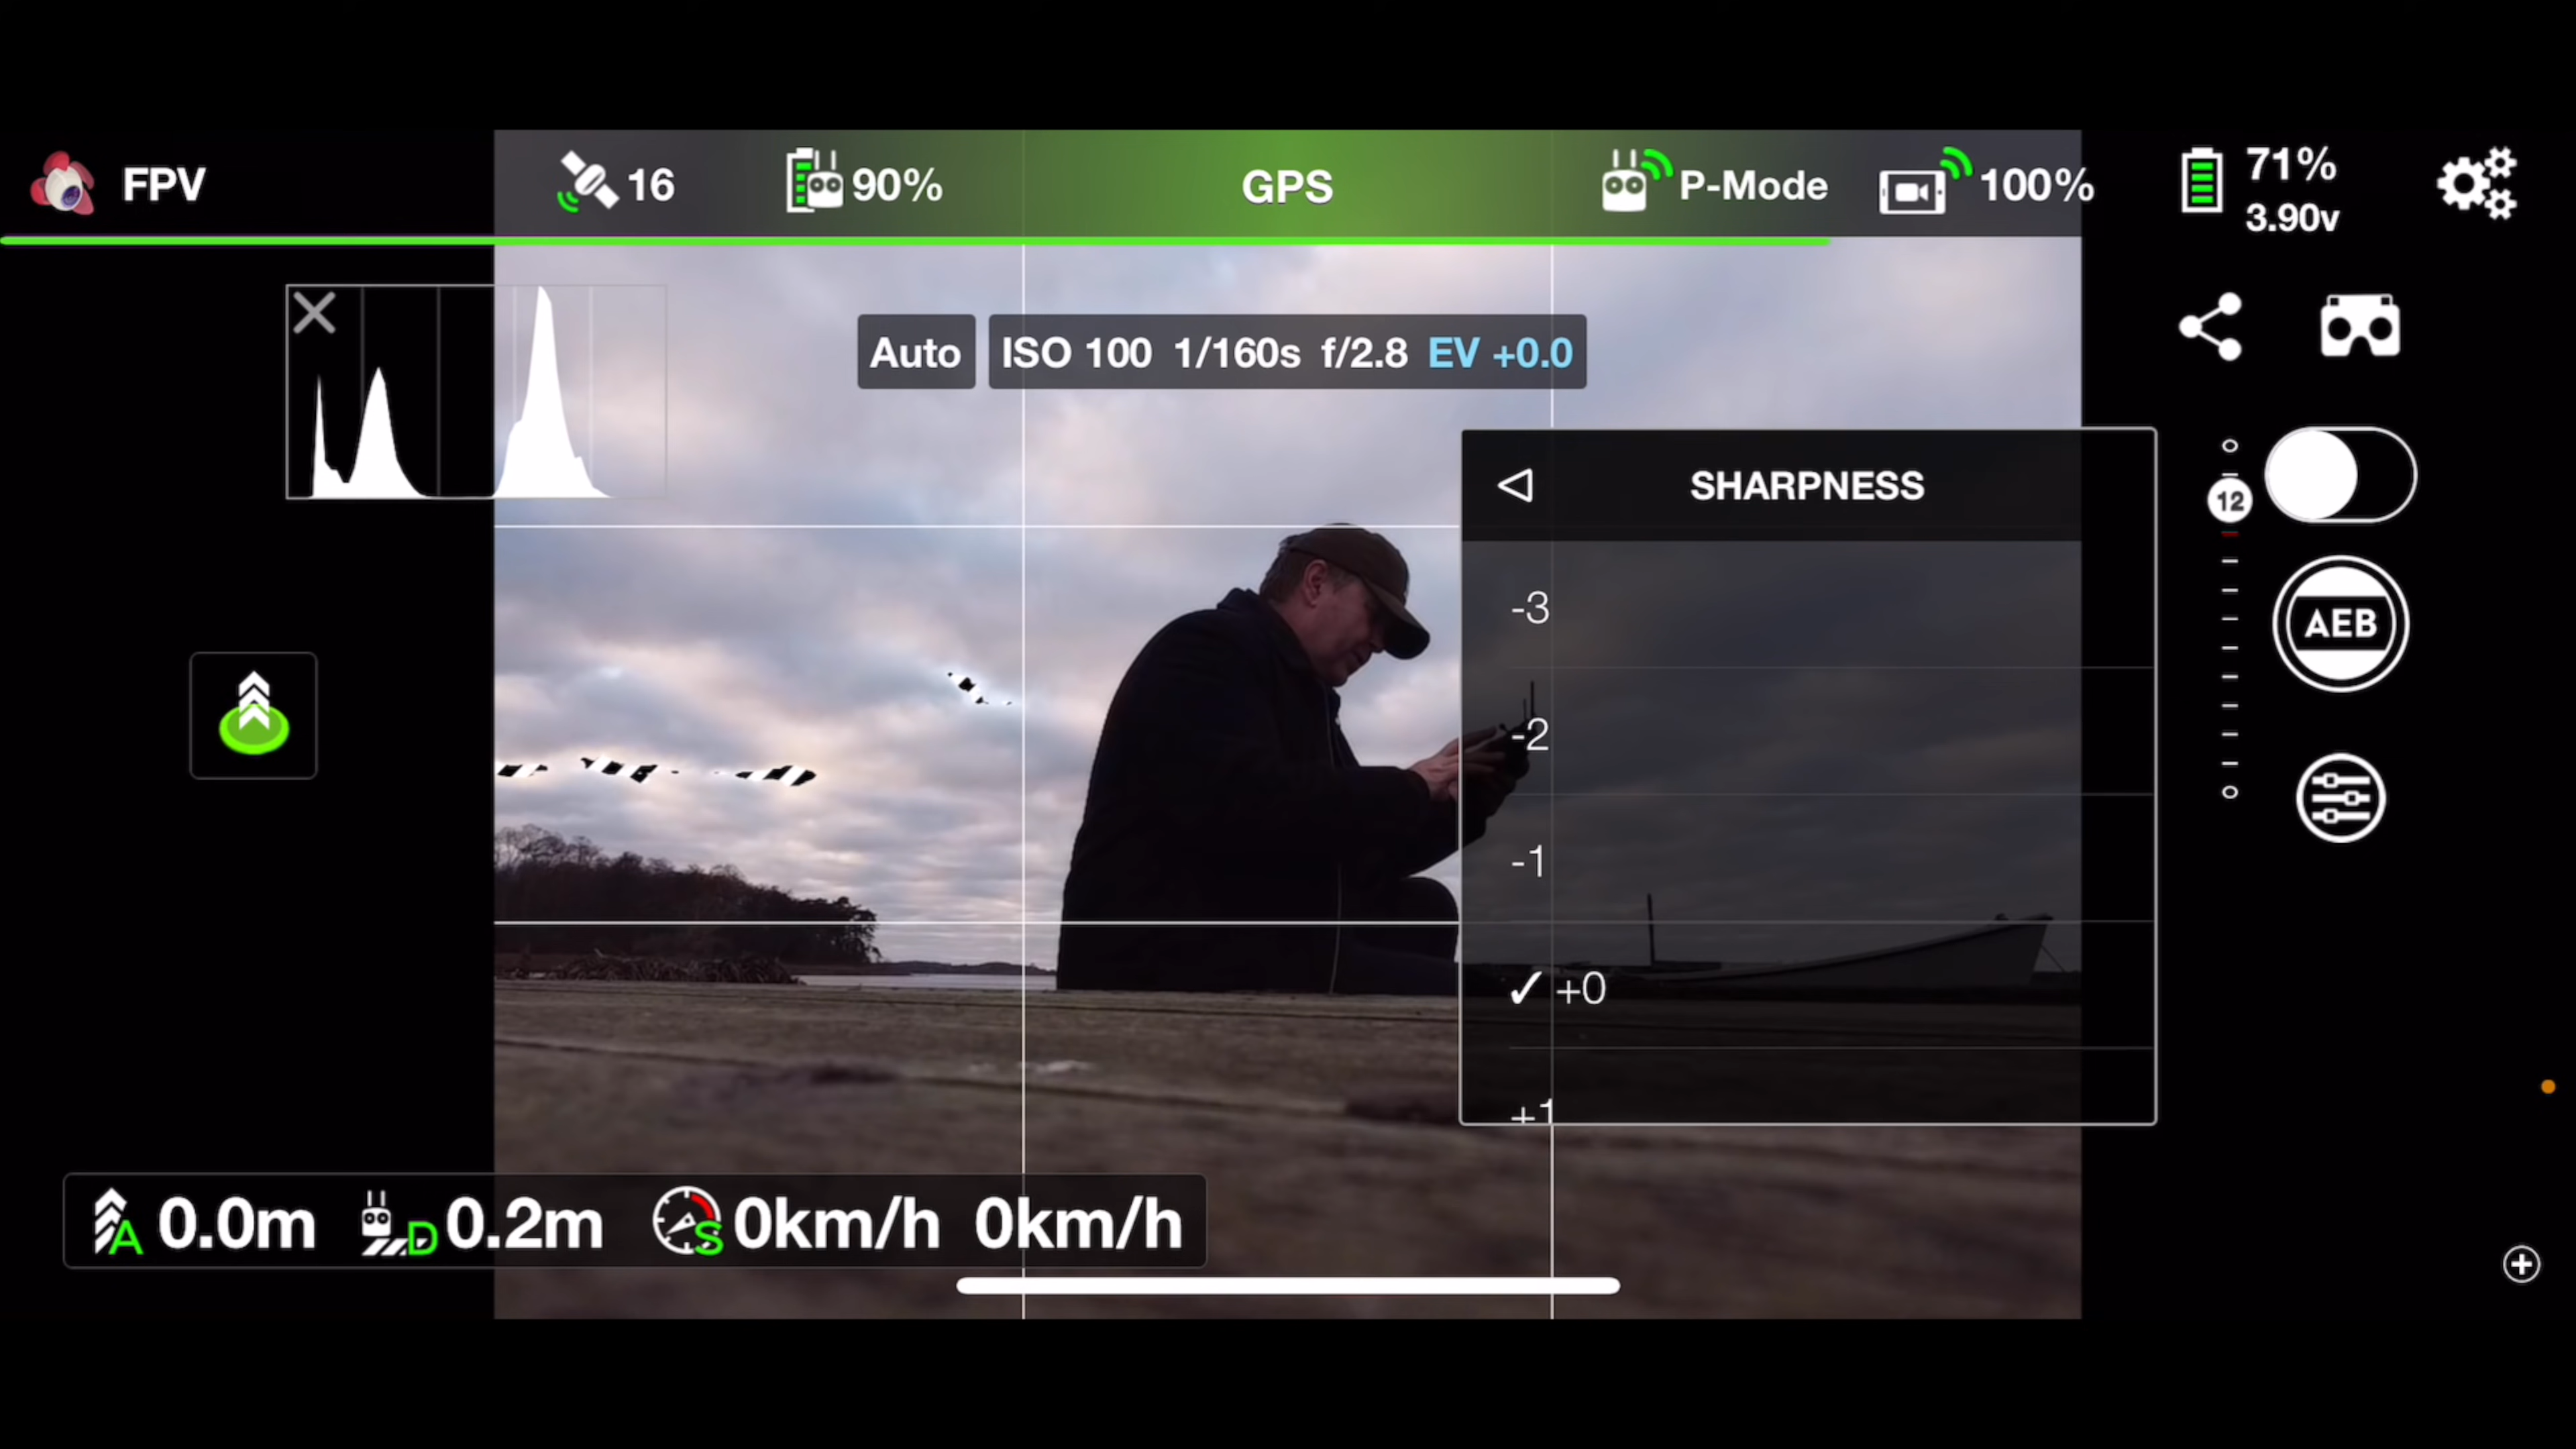 FPV
16
90%
GPS
P-Mode
100%
71%
3.90v
Auto
ISO 100 1/160s f/2.8 EV +0.0
SHARPNESS
-3
-2
-1
✓ +0
+1
12
AEB
A 0.0m D 0.2m S 0km/h 0km/h